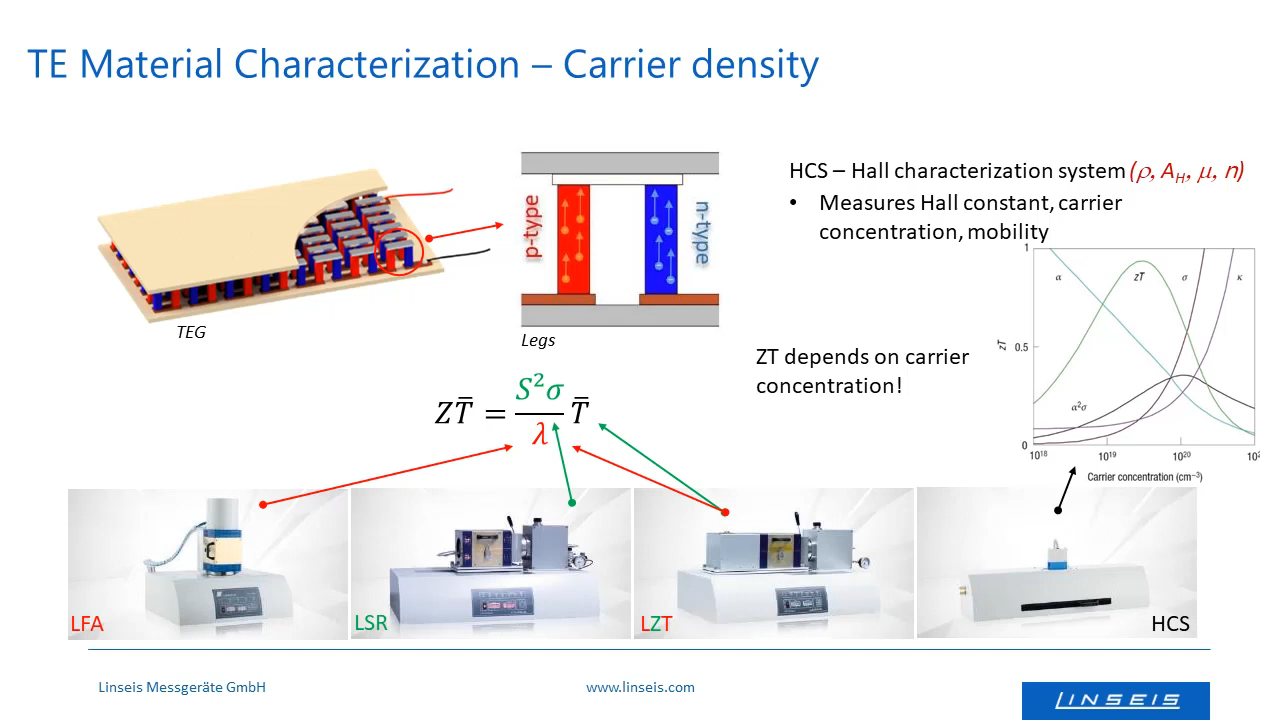 TE Material Characterization – Carrier density
HCS – Hall characterization system (ρ, A_H, μ, n)
• Measures Hall constant, carrier
concentration, mobility
p-type
n-type
TEG
Legs
ZT depends on carrier
concentration!
1
0.5
0
zT
α
zT
σ
κ
α²σ
10¹⁸
10¹⁹
10²⁰
Carrier concentration (cm⁻³)
ZT̄ = S²σ/λ T̄
LFA
LSR
LZT
HCS
Linseis Messgeräte GmbH
www.linseis.com
LINSEIS